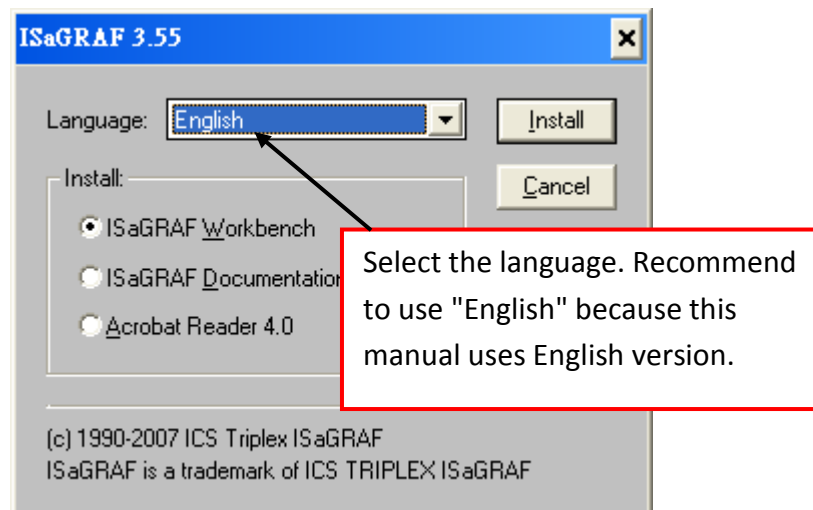 ISaGRAF 3.55
Language: English
Install
Install:
Cancel
ISaGRAF Workbench
ISaGRAF Documentation
Acrobat Reader 4.0
Select the language. Recommend
to use "English" because this
manual uses English version.
(c) 1990-2007 ICS Triplex ISaGRAF
ISaGRAF is a trademark of ICS TRIPLEX ISaGRAF